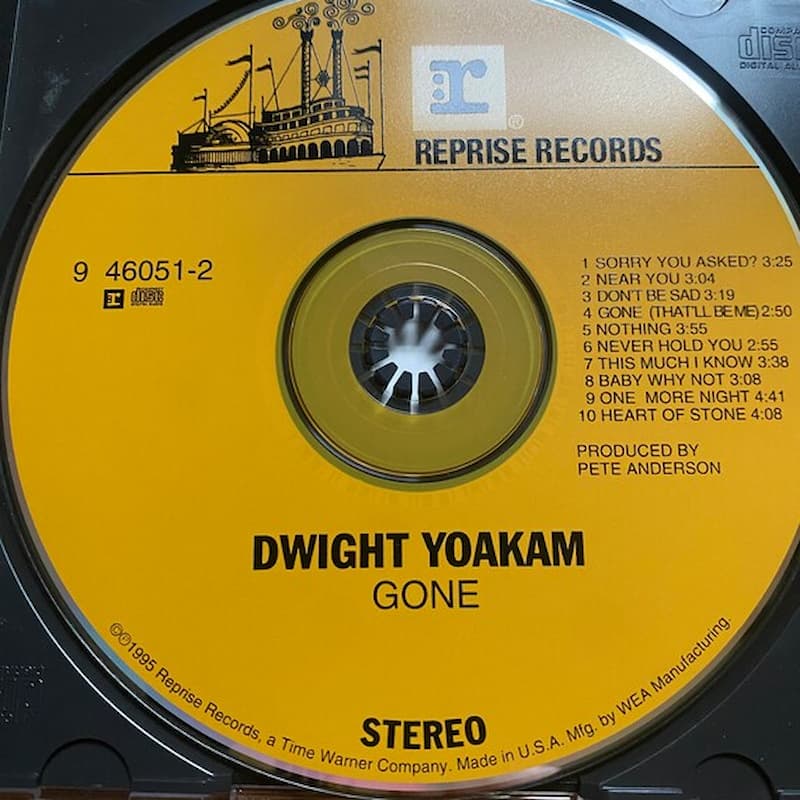 r®
REPRISE RECORDS
9 46051-2
r disc
1 SORRY YOU ASKED? 3:25
2 NEAR YOU 3:04
3 DON'T BE SAD 3:19
4 GONE (THAT'LL BE ME) 2:50
5 NOTHING 3:55
6 NEVER HOLD YOU 2:55
7 THIS MUCH I KNOW 3:38
8 BABY WHY NOT 3:08
9 ONE MORE NIGHT 4:41
10 HEART OF STONE 4:08
PRODUCED BY
PETE ANDERSON
DWIGHT YOAKAM
GONE
STEREO
©℗1995 Reprise Records, a Time Warner Company. Made in U.S.A. Mfg. by WEA Manufacturing.